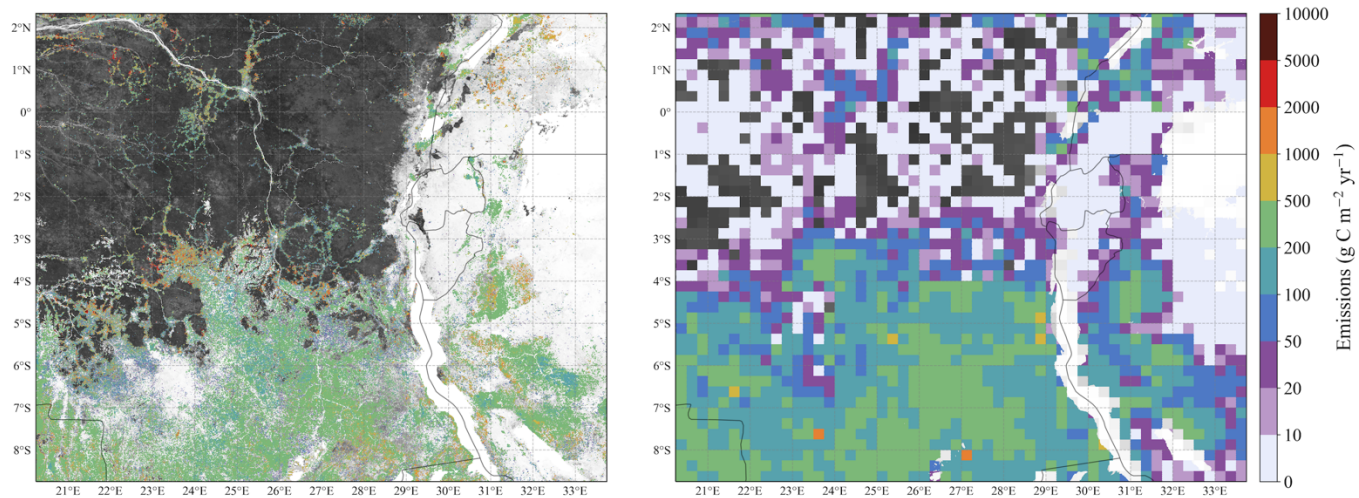 2°N
1°N
0°
1°S
2°S
3°S
4°S
5°S
6°S
7°S
8°S
21°E 22°E 23°E 24°E 25°E 26°E 27°E 28°E 29°E 30°E 31°E 32°E 33°E
2°N
1°N
0°
1°S
2°S
3°S
4°S
5°S
6°S
7°S
8°S
21°E 22°E 23°E 24°E 25°E 26°E 27°E 28°E 29°E 30°E 31°E 32°E 33°E
10000
5000
2000
1000
500
200
100
50
20
10
0
Emissions (g C m⁻² yr⁻¹)